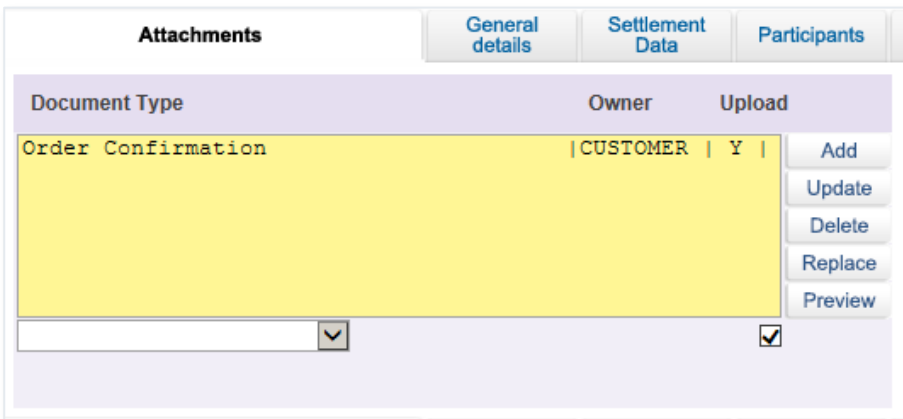 Attachments
General details
Settlement Data
Participants
Document Type Owner Upload
Order Confirmation |CUSTOMER | Y |
Add
Update
Delete
Replace
Preview